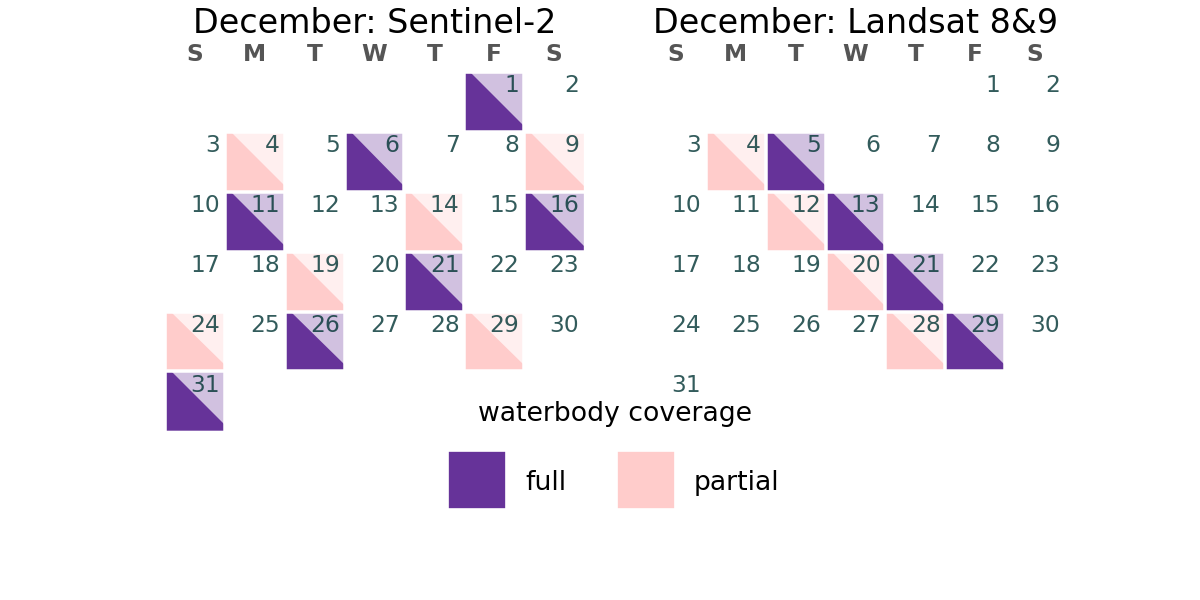 December: Sentinel-2
S M T W T F S
1 2
3 4 5 6 7 8 9
10 11 12 13 14 15 16
17 18 19 20 21 22 23
24 25 26 27 28 29 30
31
December: Landsat 8&9
S M T W T F S
1 2
3 4 5 6 7 8 9
10 11 12 13 14 15 16
17 18 19 20 21 22 23
24 25 26 27 28 29 30
31
waterbody coverage
full
partial